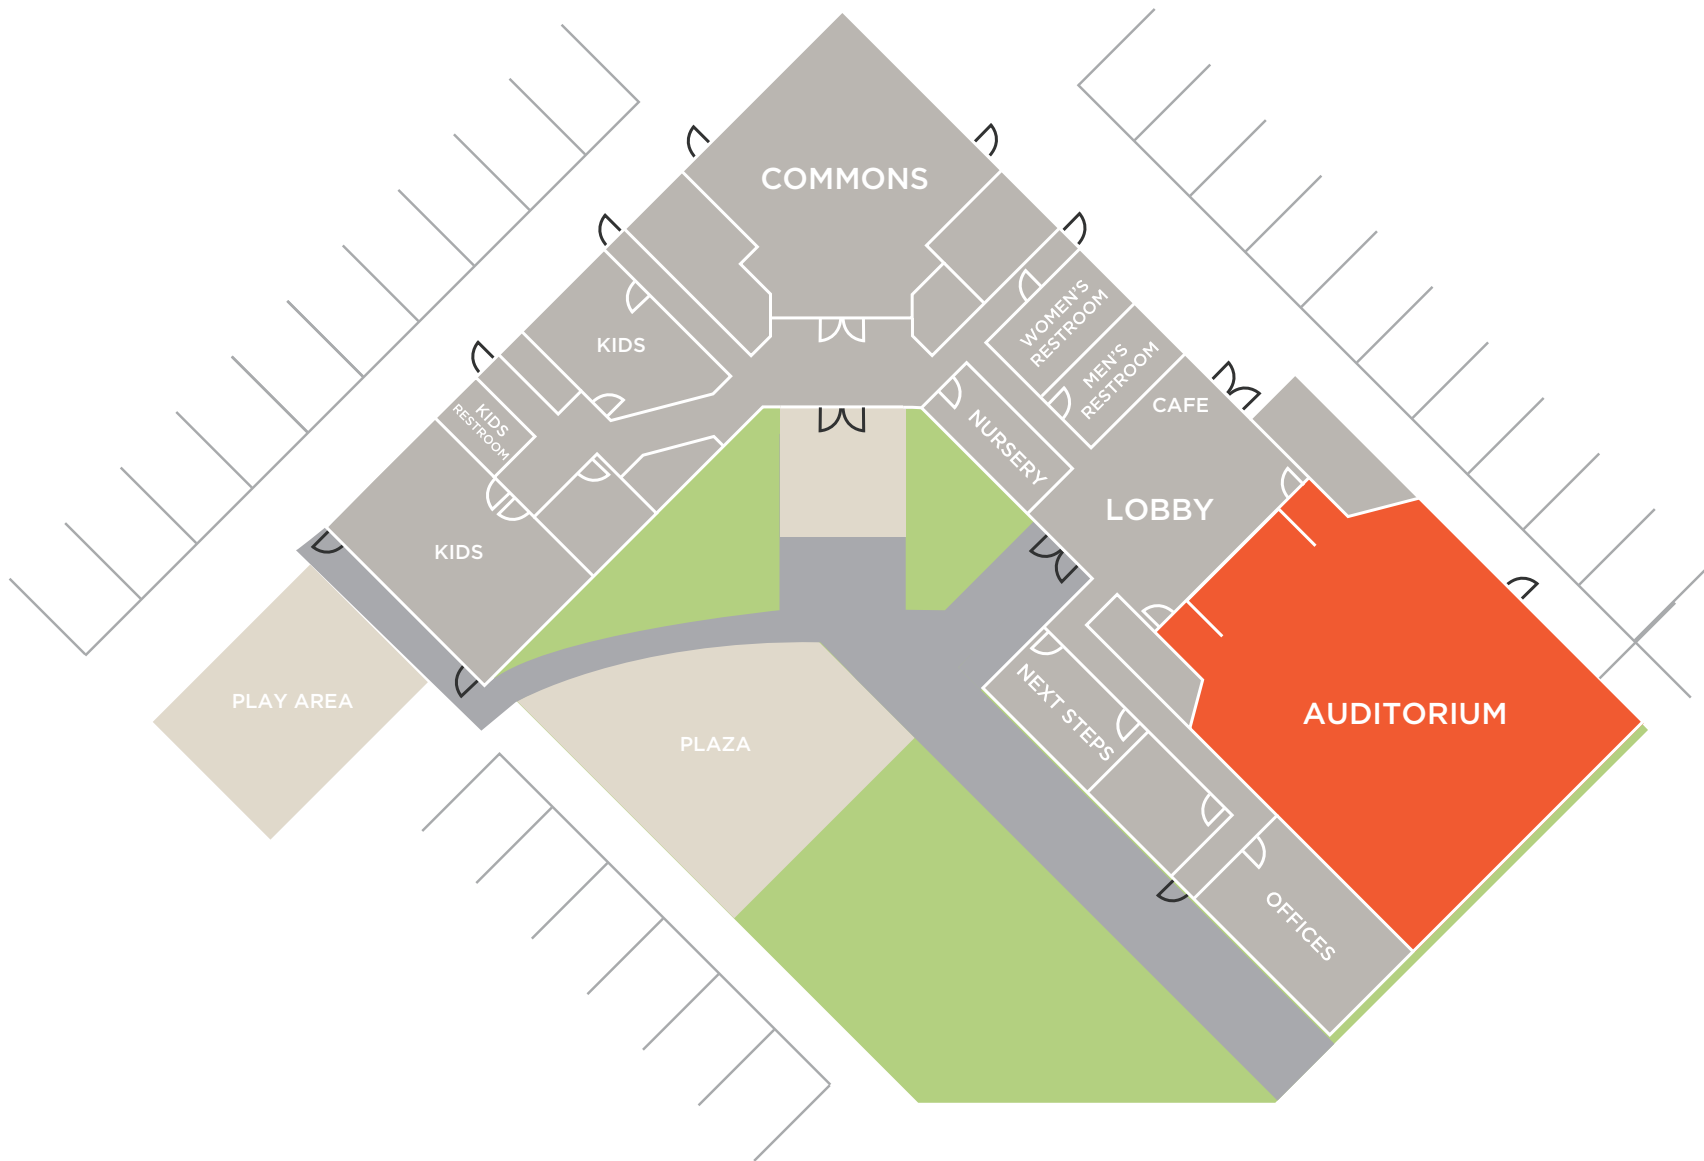 COMMONS
WOMEN'S
RESTROOM
KIDS
MEN'S
RESTROOM
CAFE
KIDS
RESTROOM
NURSERY
LOBBY
KIDS
PLAY AREA
NEXT STEPS
AUDITORIUM
PLAZA
OFFICES